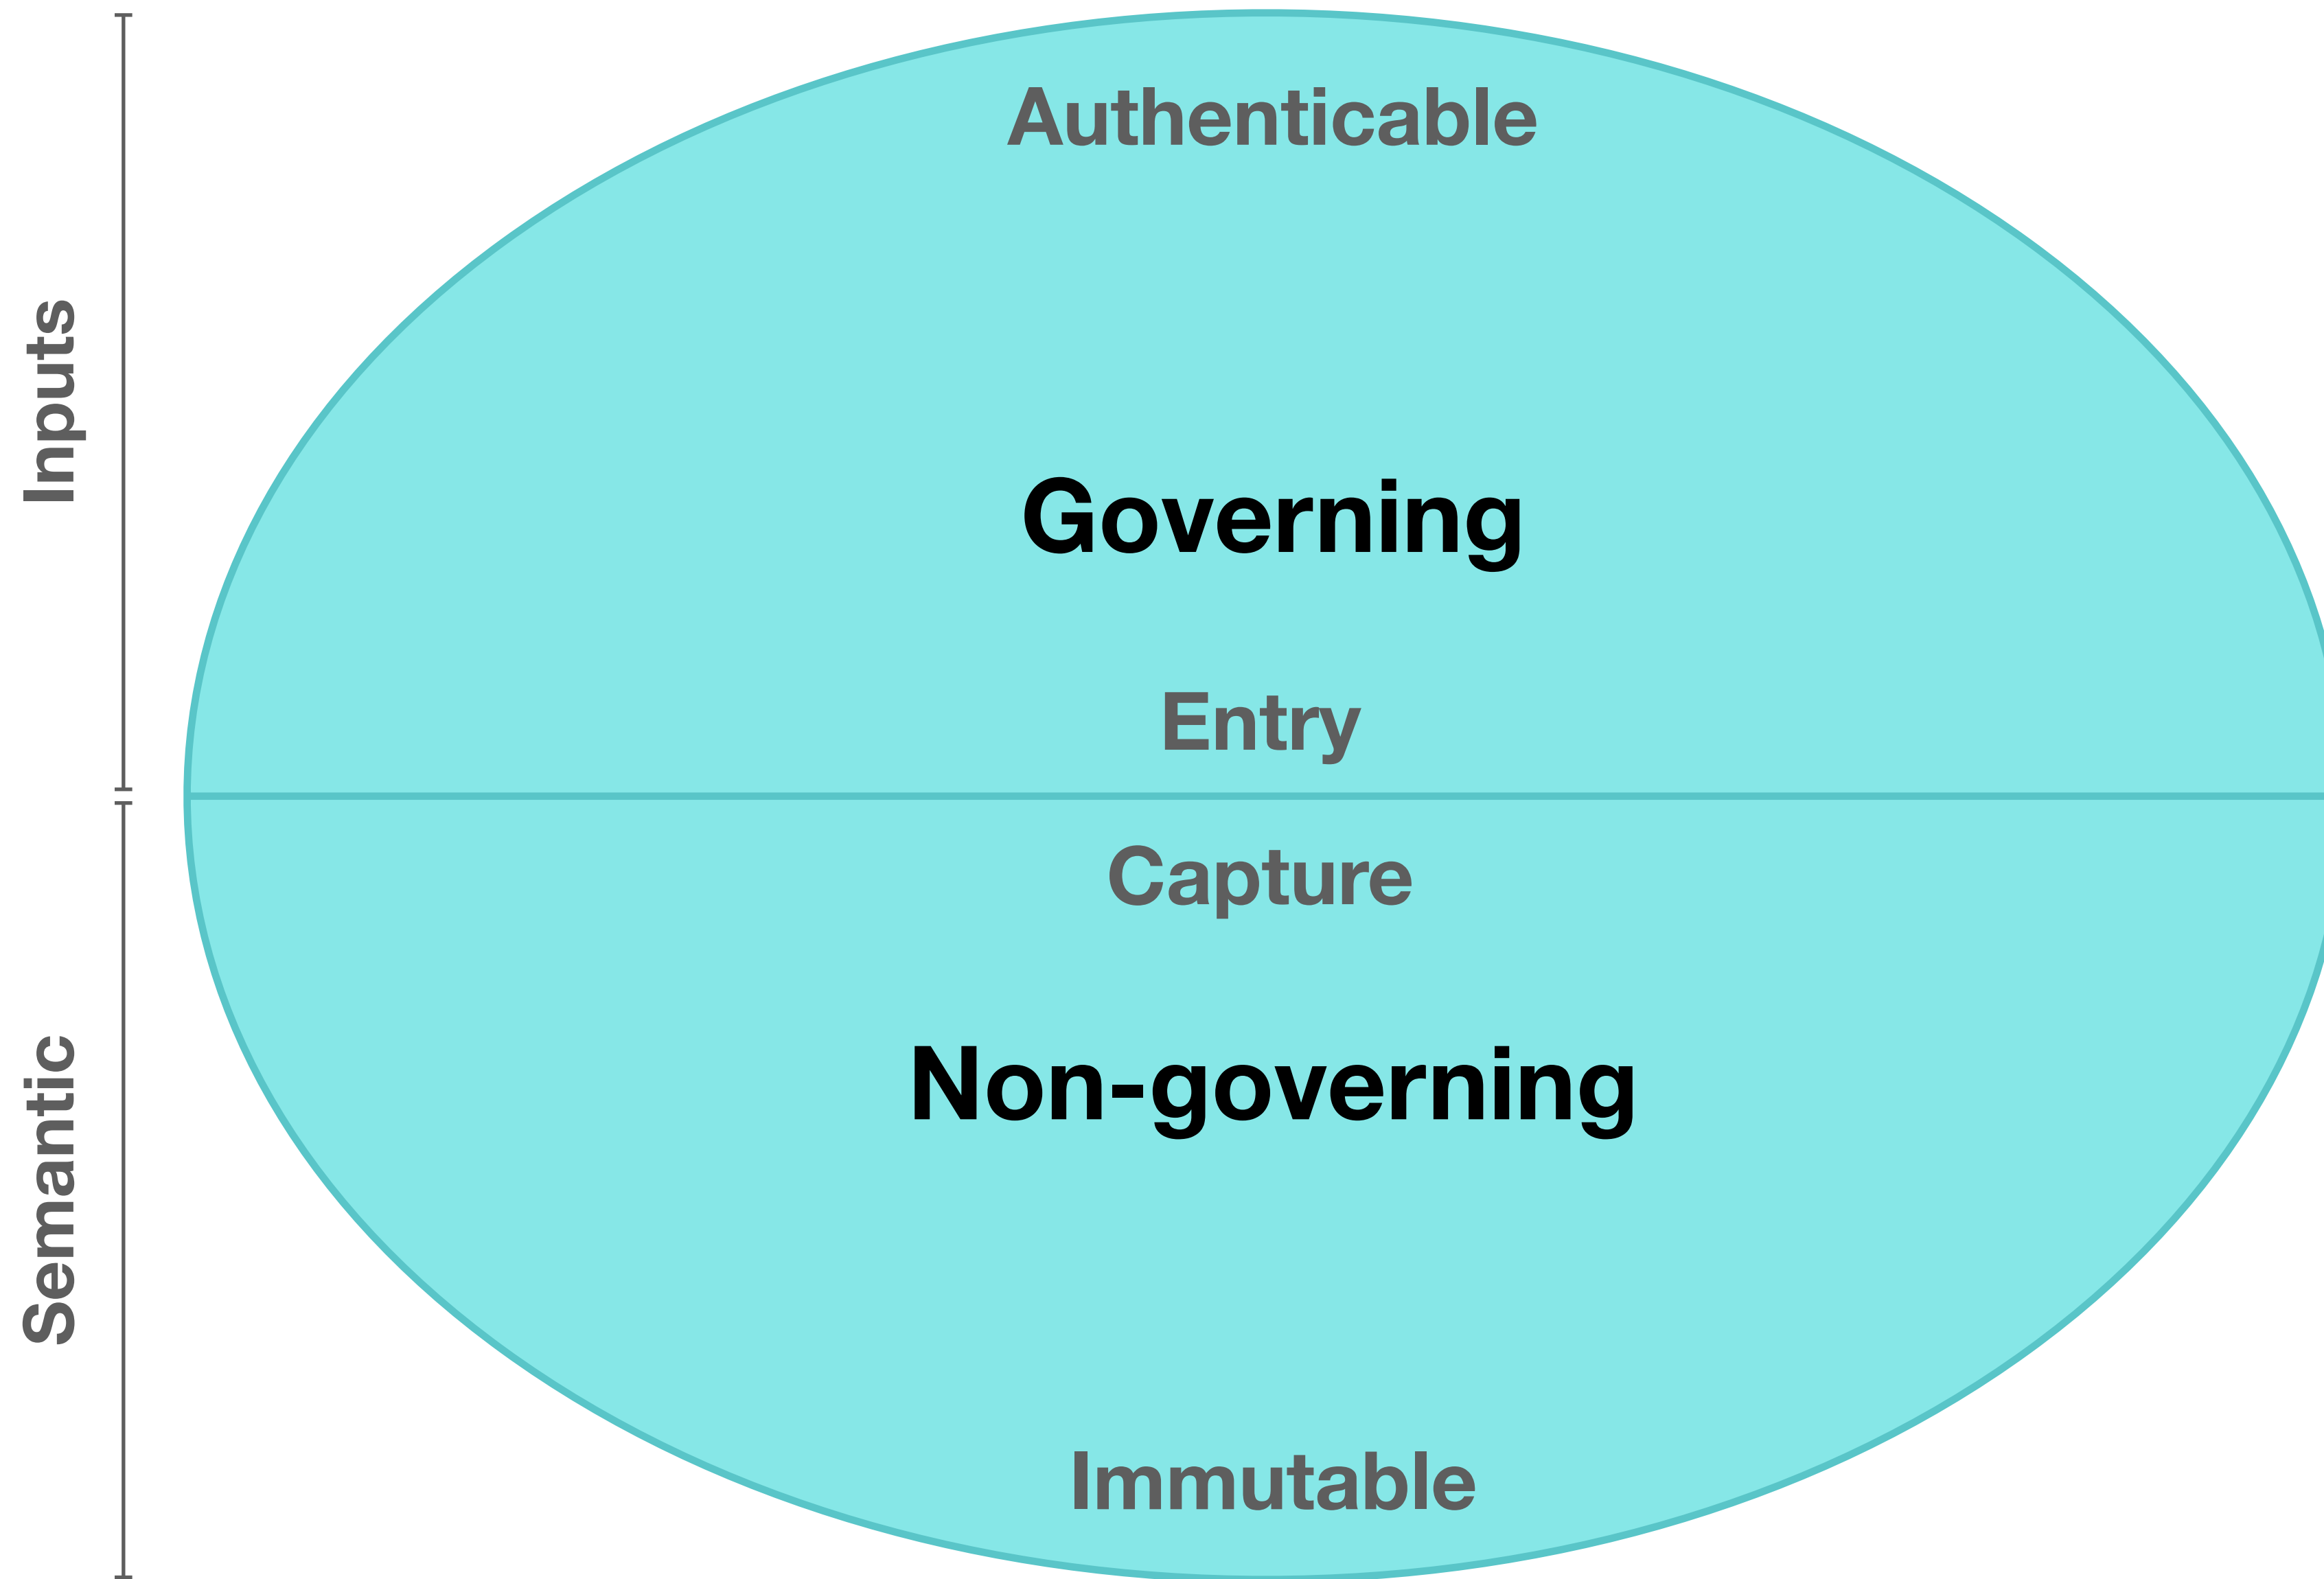 Inputs
Authenticable
Governing
Entry
Semantic
Capture
Non-governing
Immutable